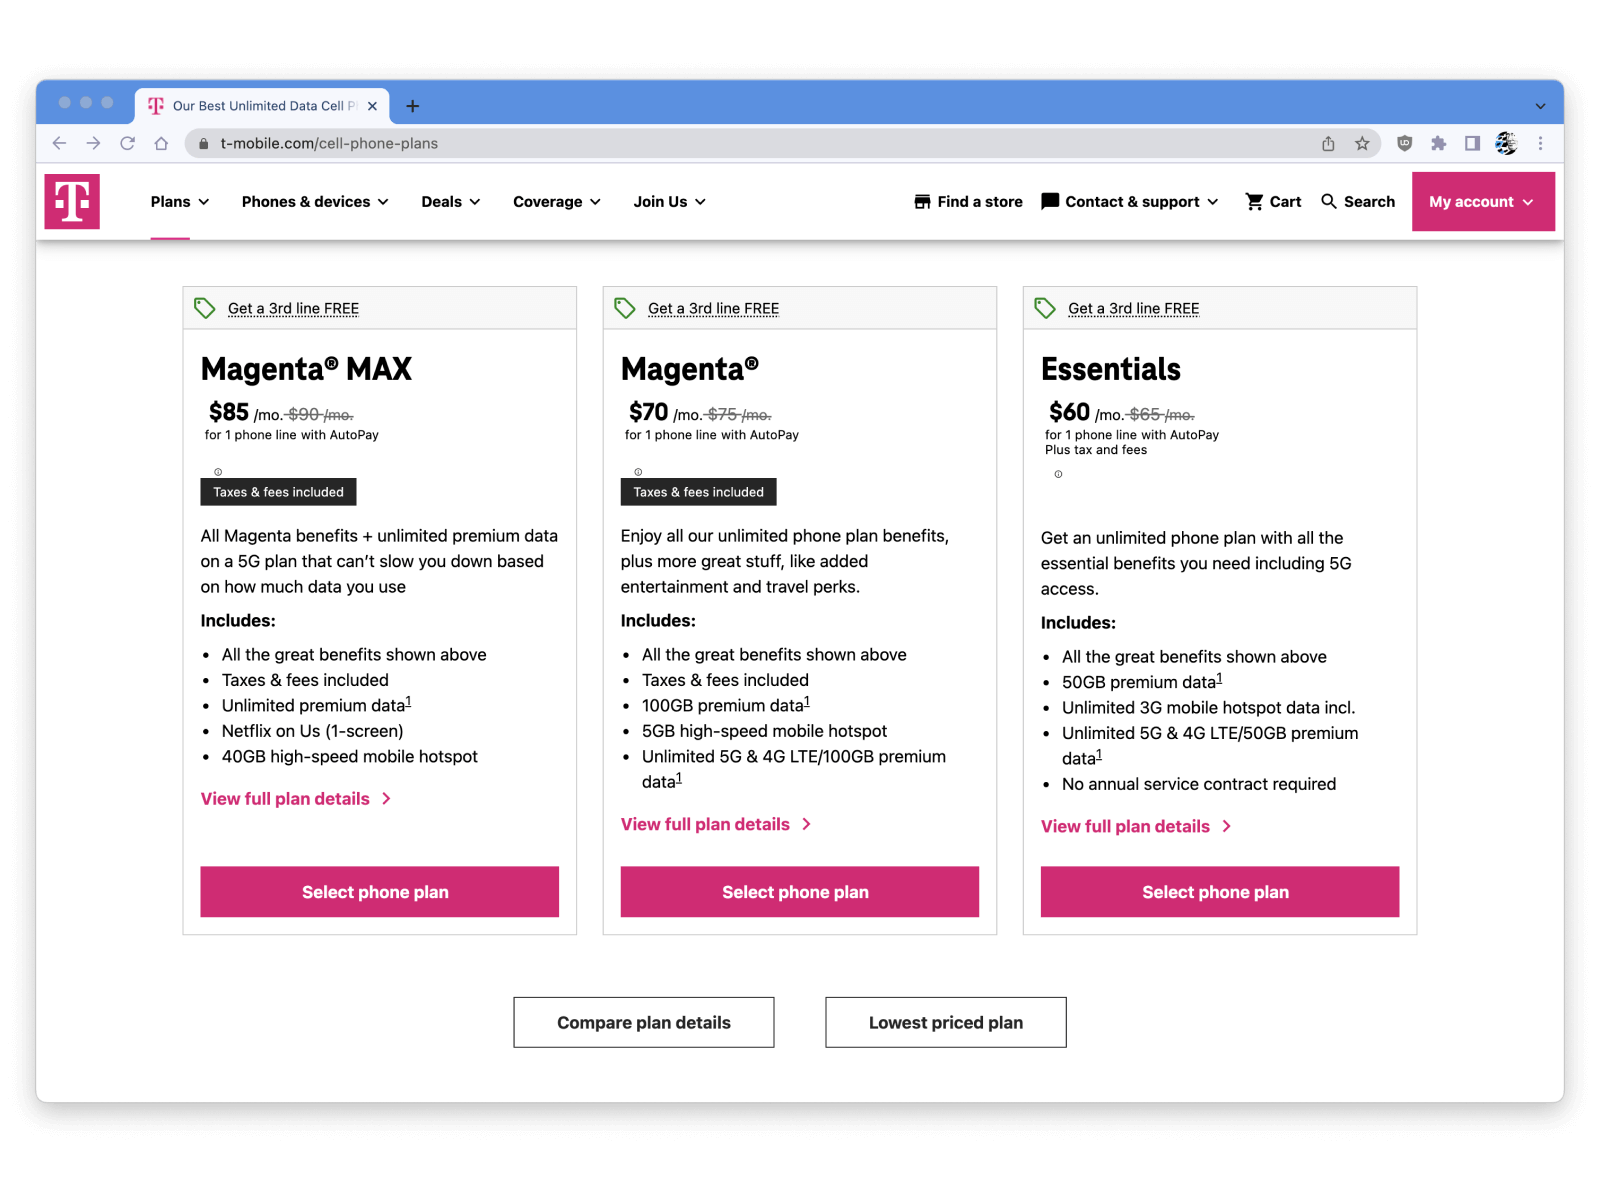 Our Best Unlimited Data Cell P
t-mobile.com/cell-phone-plans
T
Plans
Phones & devices
Deals
Coverage
Join Us
Find a store
Contact & support
Cart
Search
My account
Get a 3rd line FREE
Magenta® MAX
$85 /mo. $90 /mo.
for 1 phone line with AutoPay
Taxes & fees included
All Magenta benefits + unlimited premium data
on a 5G plan that can’t slow you down based
on how much data you use
Includes:
• All the great benefits shown above
• Taxes & fees included
• Unlimited premium data1
• Netflix on Us (1-screen)
• 40GB high-speed mobile hotspot
View full plan details
Select phone plan
Get a 3rd line FREE
Magenta®
$70 /mo. $75 /mo.
for 1 phone line with AutoPay
Taxes & fees included
Enjoy all our unlimited phone plan benefits,
plus more great stuff, like added
entertainment and travel perks.
Includes:
• All the great benefits shown above
• Taxes & fees included
• 100GB premium data1
• 5GB high-speed mobile hotspot
• Unlimited 5G & 4G LTE/100GB premium
data1
View full plan details
Select phone plan
Get a 3rd line FREE
Essentials
$60 /mo. $65 /mo.
for 1 phone line with AutoPay
Plus tax and fees
Get an unlimited phone plan with all the
essential benefits you need including 5G
access.
Includes:
• All the great benefits shown above
• 50GB premium data1
• Unlimited 3G mobile hotspot data incl.
• Unlimited 5G & 4G LTE/50GB premium
data1
• No annual service contract required
View full plan details
Select phone plan
Compare plan details
Lowest priced plan